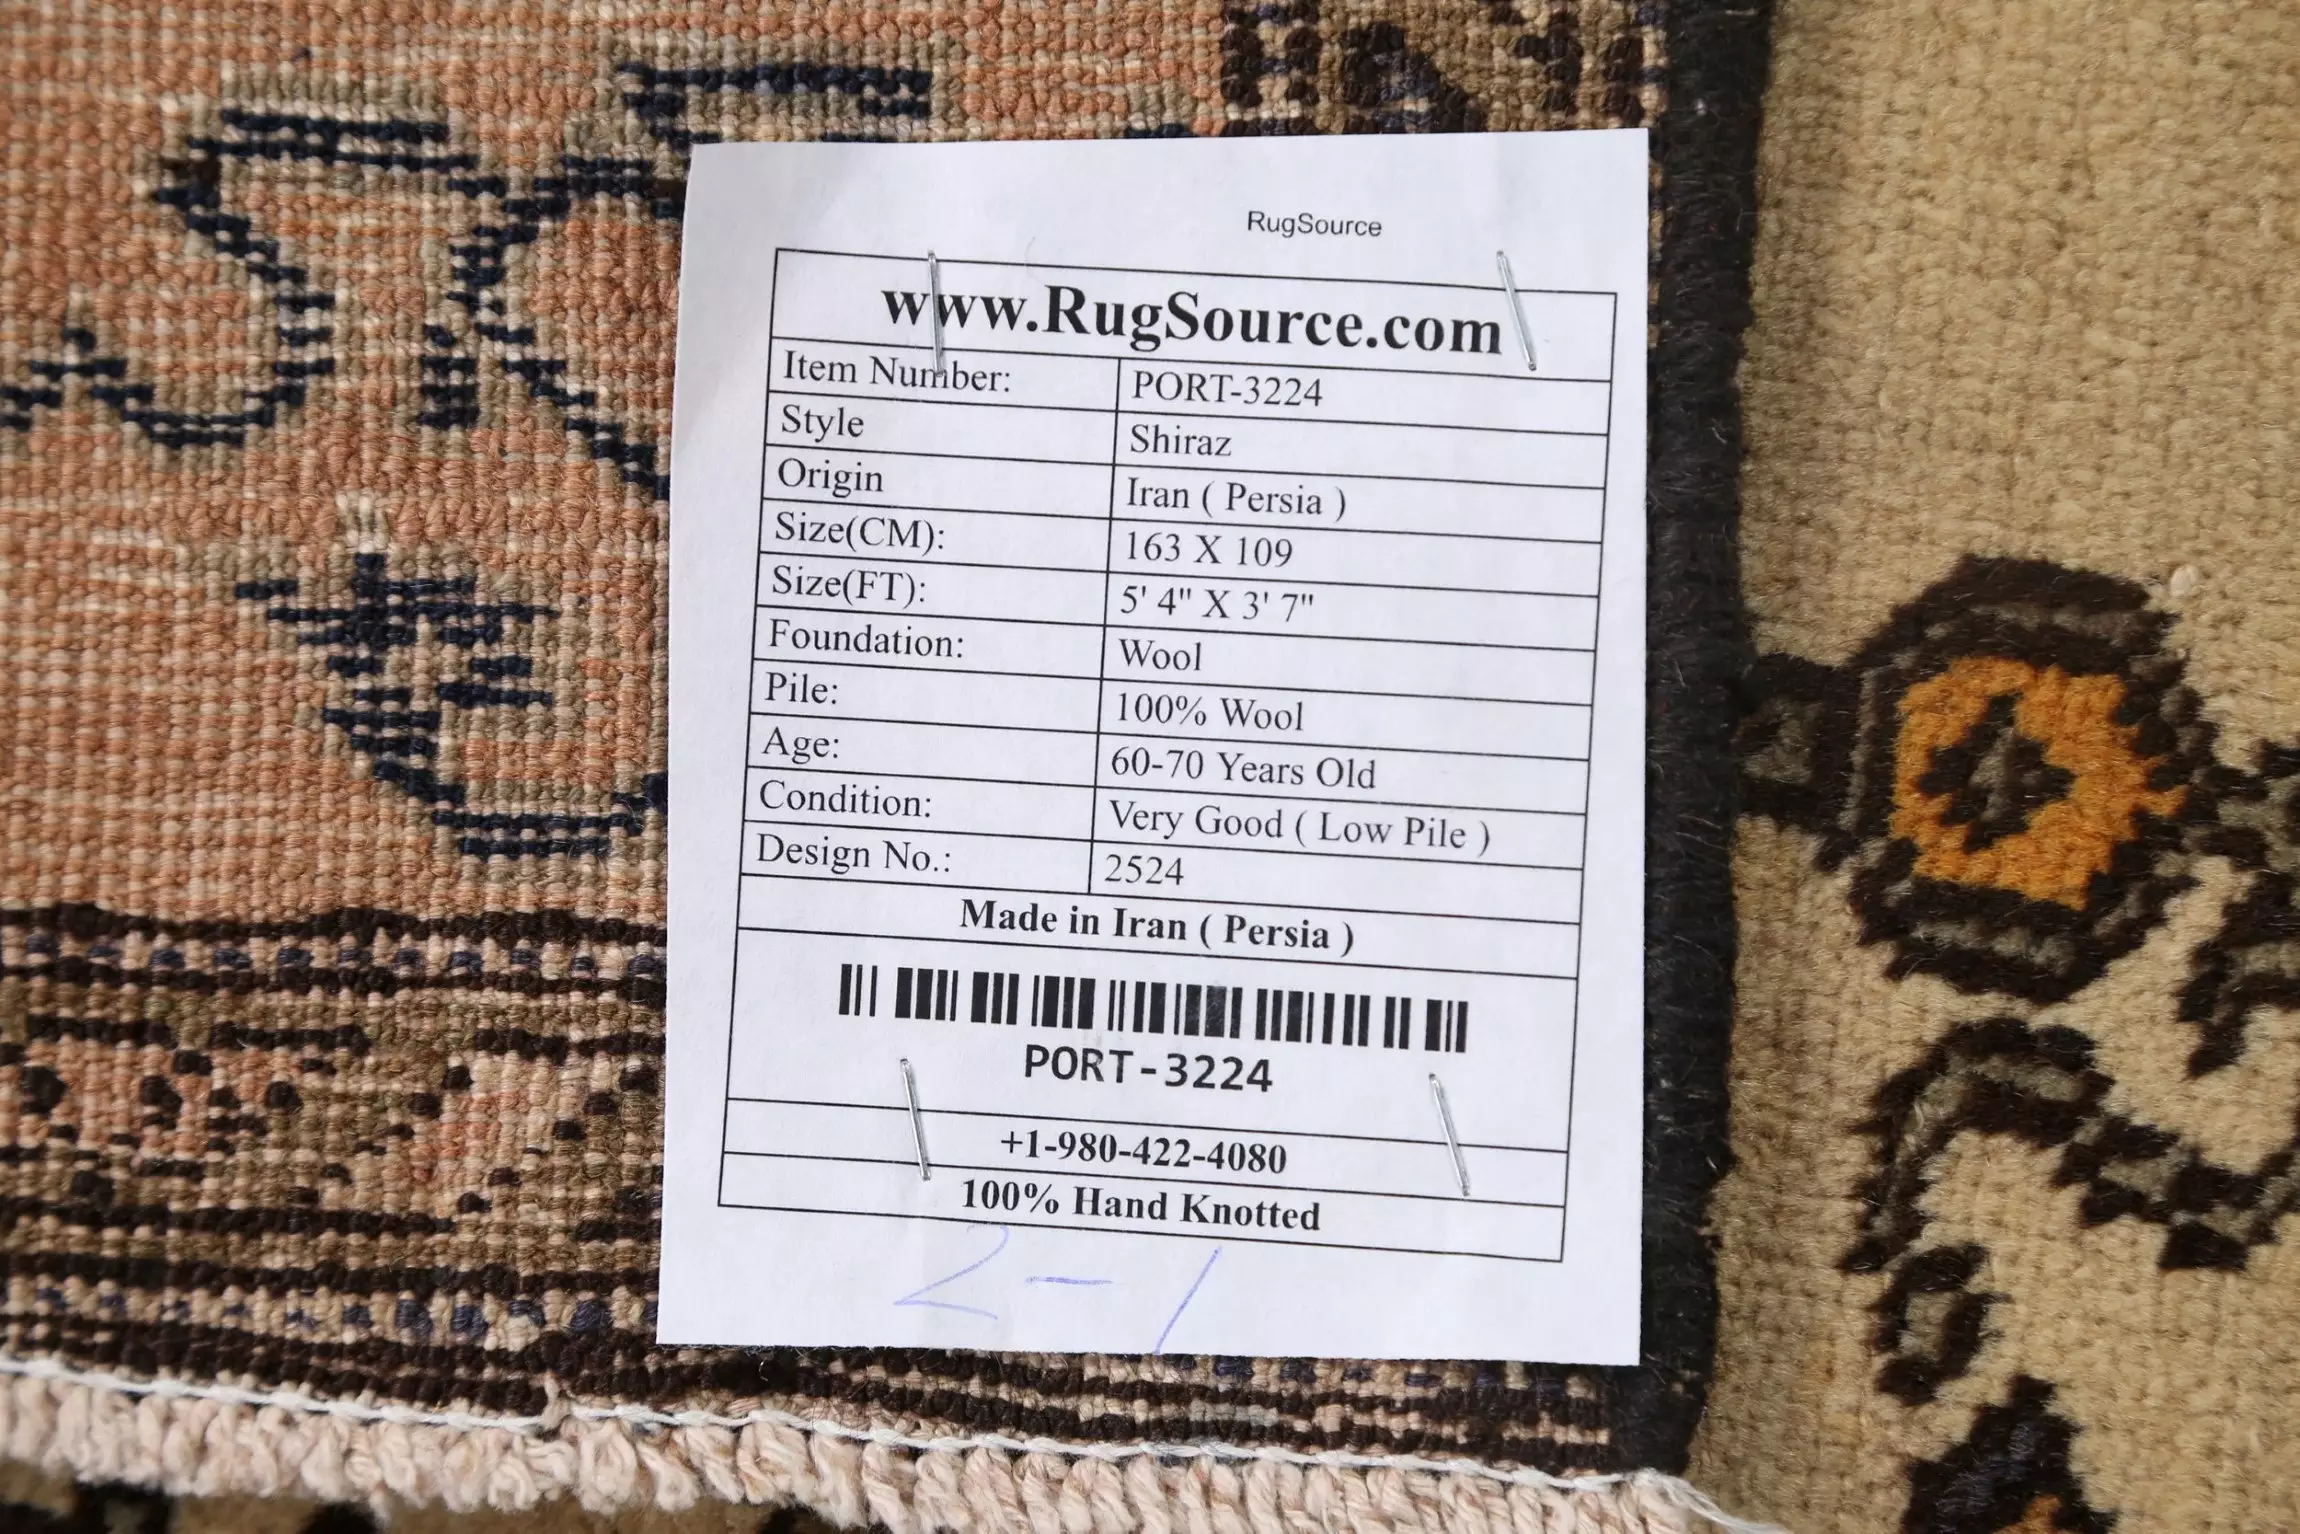 RugSource
www.RugSource.com
Item Number: PORT-3224
Style Shiraz
Origin Iran ( Persia )
Size(CM): 163 X 109
Size(FT): 5' 4" X 3' 7"
Foundation: Wool
Pile: 100% Wool
Age: 60-70 Years Old
Condition: Very Good ( Low Pile )
Design No.: 2524
Made in Iran ( Persia )
PORT-3224
+1-980-422-4080
100% Hand Knotted
2-1